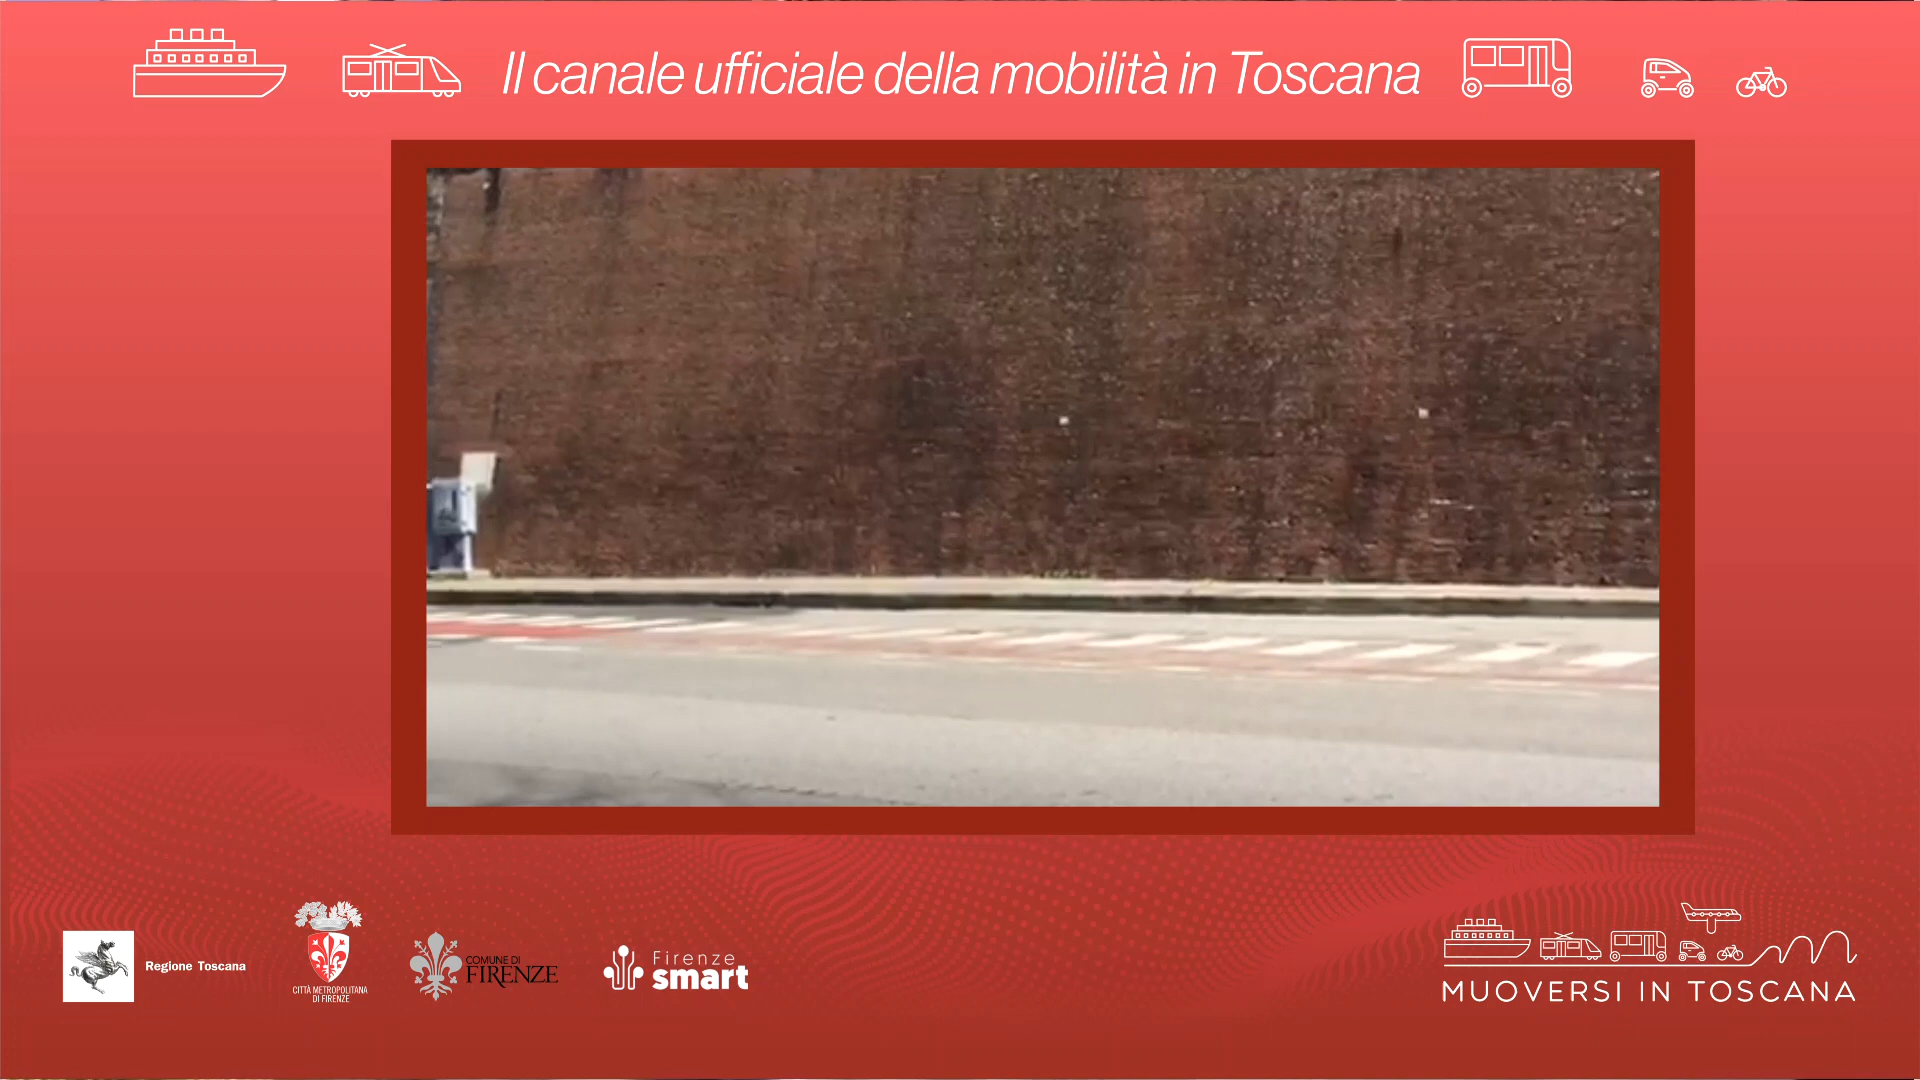 Il canale ufficiale della mobilità in Toscana
Regione Toscana
CITTÀ METROPOLITANA
DI FIRENZE
COMUNE DI
FIRENZE
Firenze
smart
MUOVERSI IN TOSCANA